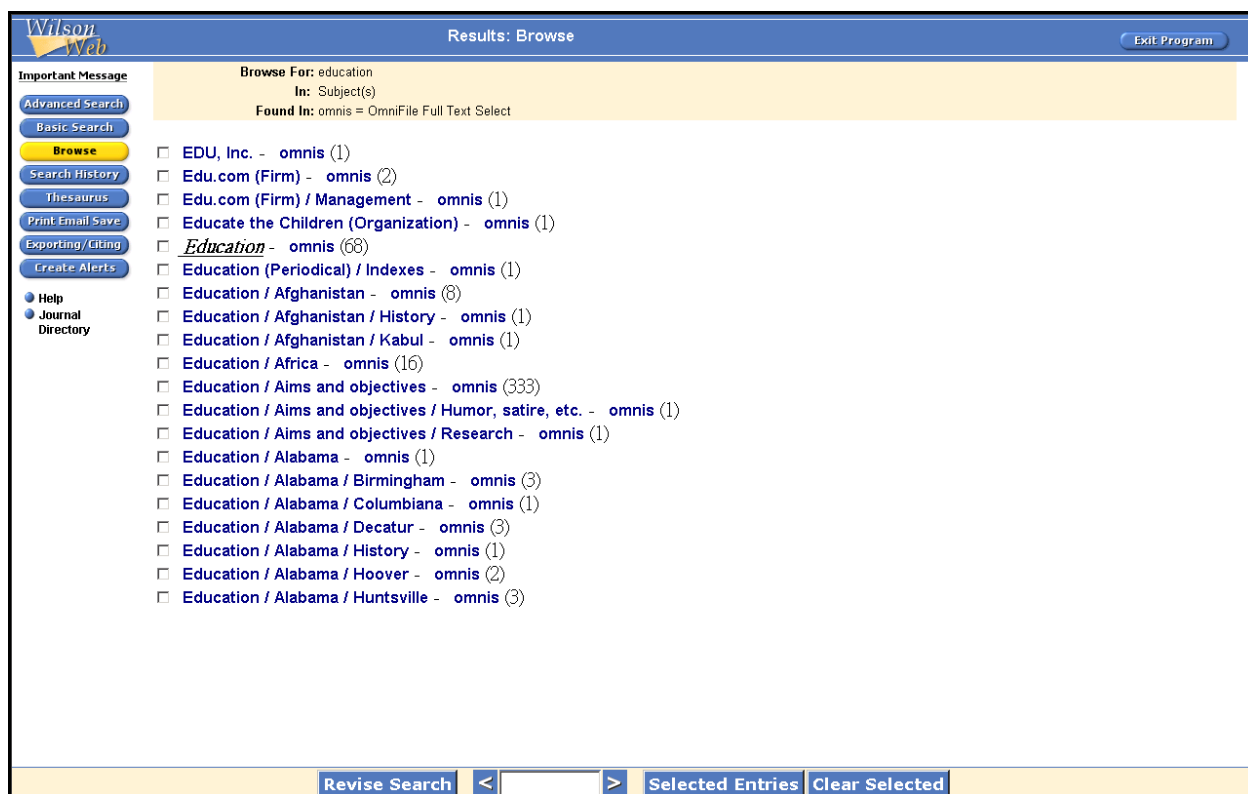 Wilson Web
Results: Browse
Exit Program
Important Message
Advanced Search
Basic Search
Browse
Search History
Thesaurus
Print Email Save
Exporting/Citing
Create Alerts
Help
Journal
Directory
Browse For: education
In: Subject(s)
Found In: omnis = OmniFile Full Text Select
EDU, Inc. - omnis (1)
Edu.com (Firm) - omnis (2)
Edu.com (Firm) / Management - omnis (1)
Educate the Children (Organization) - omnis (1)
Education - omnis (68)
Education (Periodical) / Indexes - omnis (1)
Education / Afghanistan - omnis (8)
Education / Afghanistan / History - omnis (1)
Education / Afghanistan / Kabul - omnis (1)
Education / Africa - omnis (16)
Education / Aims and objectives - omnis (333)
Education / Aims and objectives / Humor, satire, etc. - omnis (1)
Education / Aims and objectives / Research - omnis (1)
Education / Alabama - omnis (1)
Education / Alabama / Birmingham - omnis (3)
Education / Alabama / Columbiana - omnis (1)
Education / Alabama / Decatur - omnis (3)
Education / Alabama / History - omnis (1)
Education / Alabama / Hoover - omnis (2)
Education / Alabama / Huntsville - omnis (3)
Revise Search < > Selected Entries Clear Selected